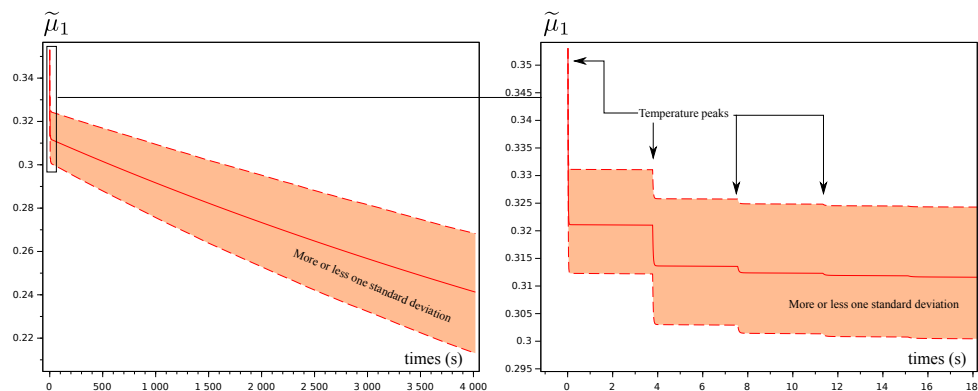 μ̃₁
0.34
0.32
0.3
0.28
0.26
0.24
0.22
More or less one standard deviation
times (s)
0 500 1 000 1 500 2 000 2 500 3 000 3 500 4 000
μ̃₁
0.35
0.345
0.34
0.335
0.33
0.325
0.32
0.315
0.31
0.305
0.3
0.295
Temperature peaks
More or less one standard deviation
times (s)
0 2 4 6 8 10 12 14 16 18